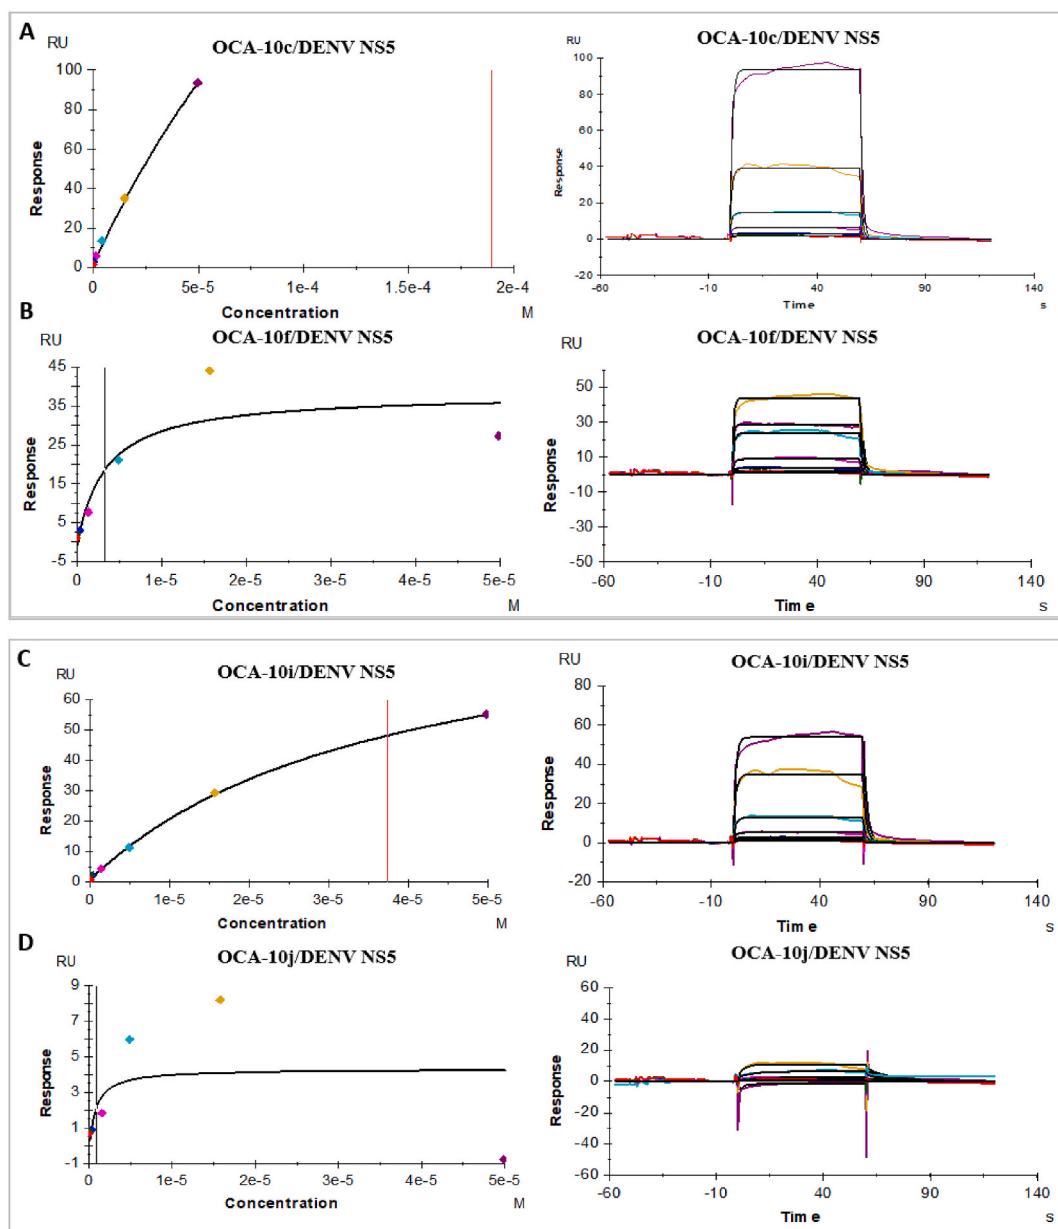 A
RU
OCA-10c/DENV NS5
100
80
60
40
20
0
Response
0
5e-5
1e-4
1.5e-4
2e-4
Concentration
M
RU
OCA-10c/DENV NS5
100
80
60
40
20
0
-20
Response
-60
-10
40
90
140
Time
s
B
RU
OCA-10f/DENV NS5
45
35
25
15
5
-5
Response
0
1e-5
2e-5
3e-5
4e-5
5e-5
Concentration
M
RU
OCA-10f/DENV NS5
50
30
10
-10
-30
-50
Response
-60
-10
40
90
140
Time
s
C
RU
OCA-10i/DENV NS5
60
50
40
30
20
10
0
Response
0
1e-5
2e-5
3e-5
4e-5
5e-5
Concentration
M
RU
OCA-10i/DENV NS5
80
60
40
20
0
-20
Response
-60
-10
40
90
140
Time
s
D
RU
OCA-10j/DENV NS5
9
7
6
4
3
1
-1
Response
0
1e-5
2e-5
3e-5
4e-5
5e-5
Concentration
M
RU
OCA-10j/DENV NS5
60
40
20
0
-20
-40
-60
Response
-60
-10
40
90
140
Time
s